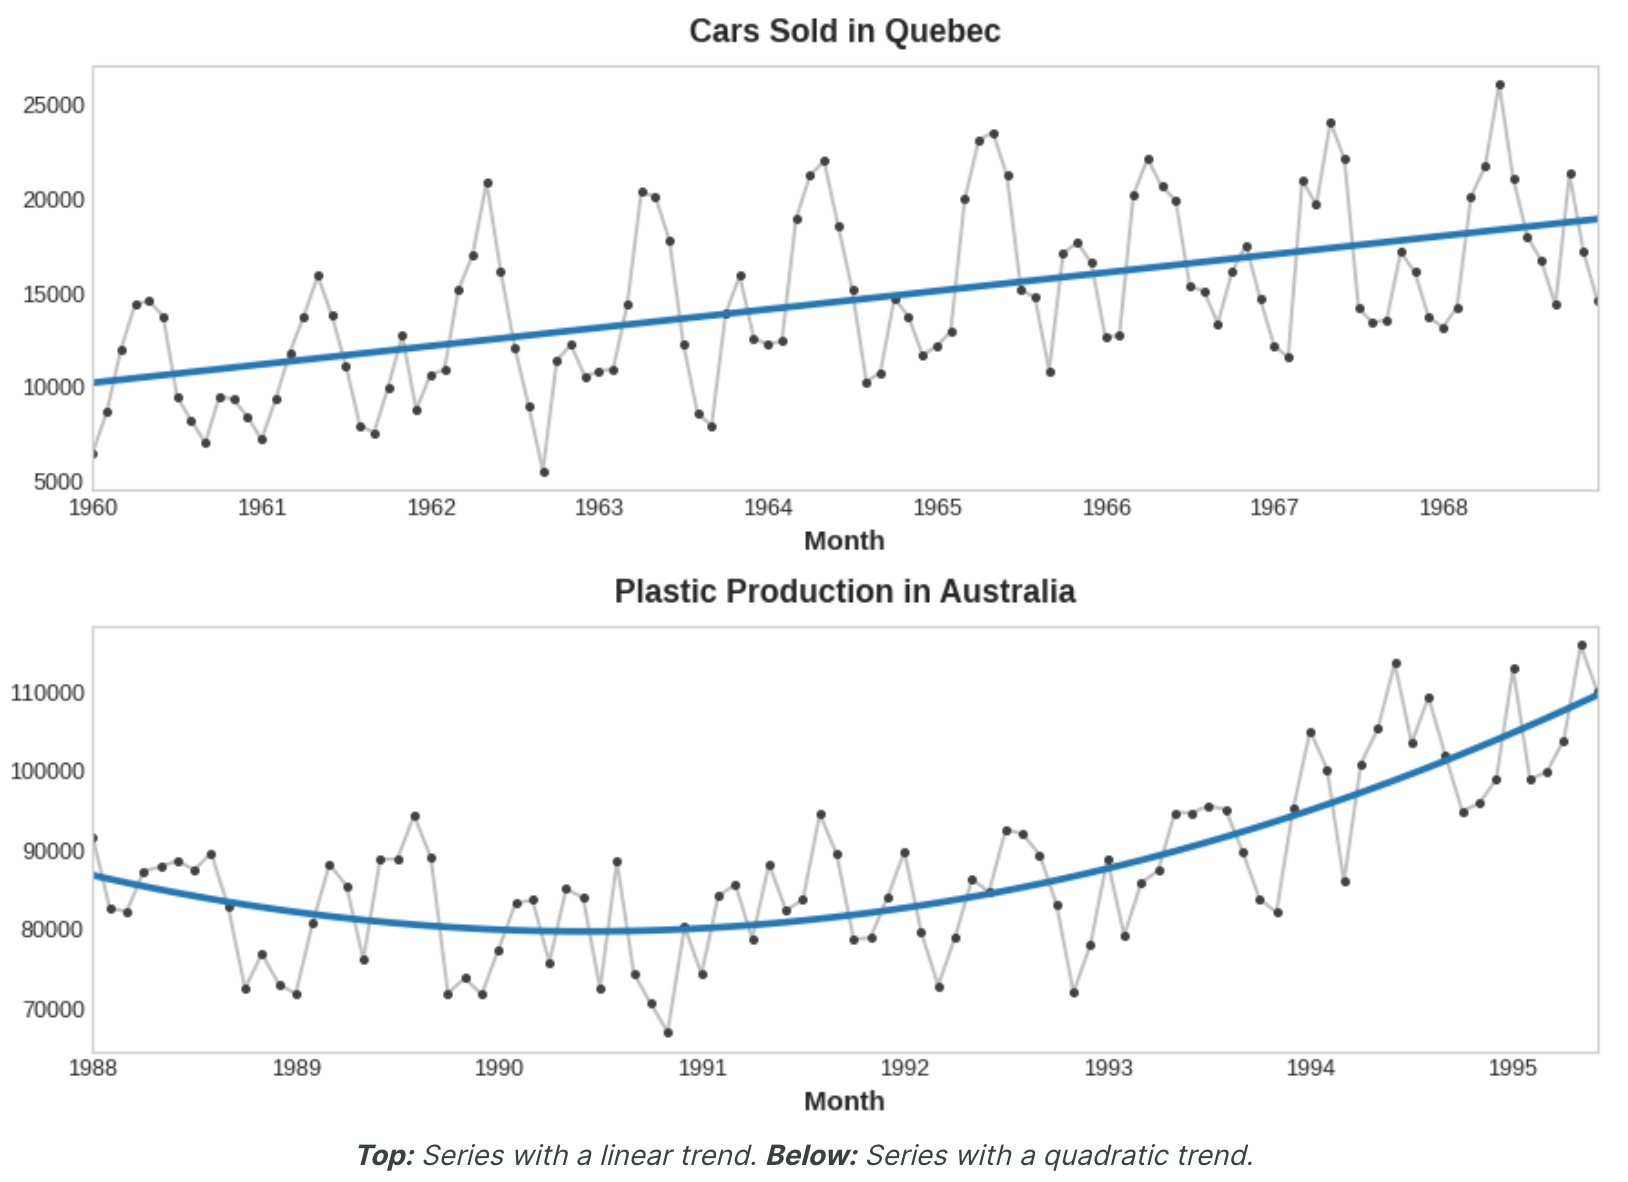 Cars Sold in Quebec
25000
20000
15000
10000
5000
1960 1961 1962 1963 1964 1965 1966 1967 1968
Month
Plastic Production in Australia
110000
100000
90000
80000
70000
1988 1989 1990 1991 1992 1993 1994 1995
Month
Top: Series with a linear trend. Below: Series with a quadratic trend.